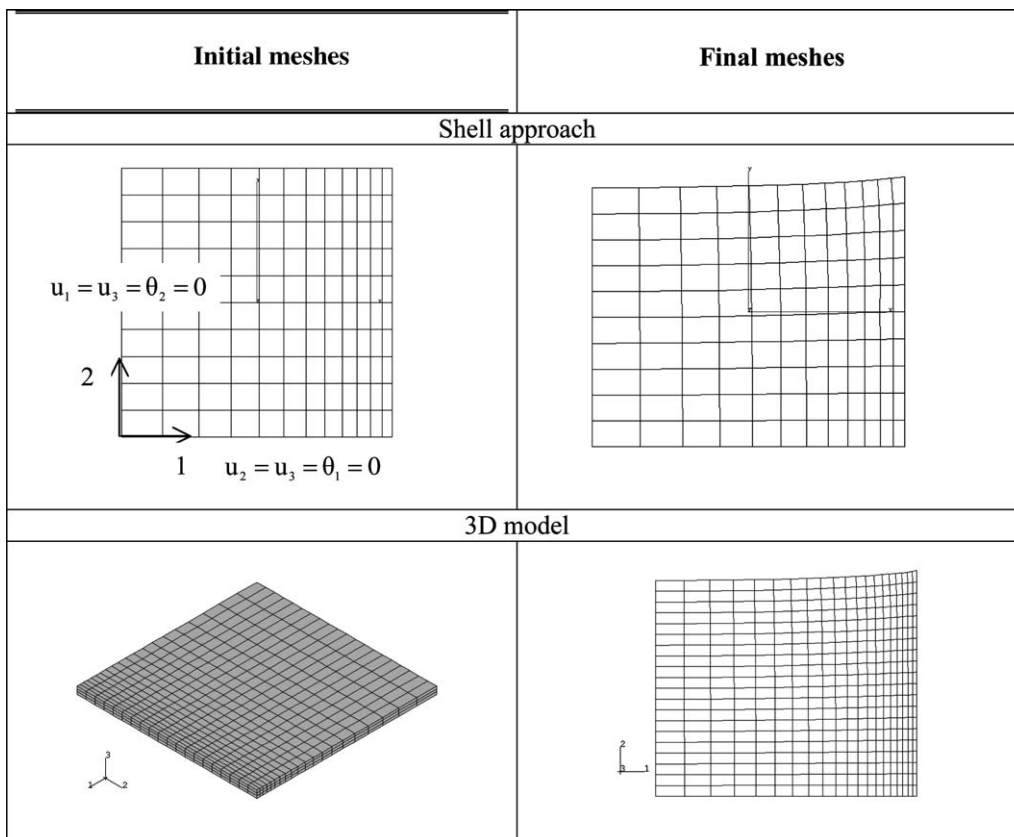 Initial meshes
Final meshes
Shell approach
u₁ = u₃ = θ₂ = 0
2
1
u₂ = u₃ = θ₁ = 0
y
3D model
3
1
2
2
3
1